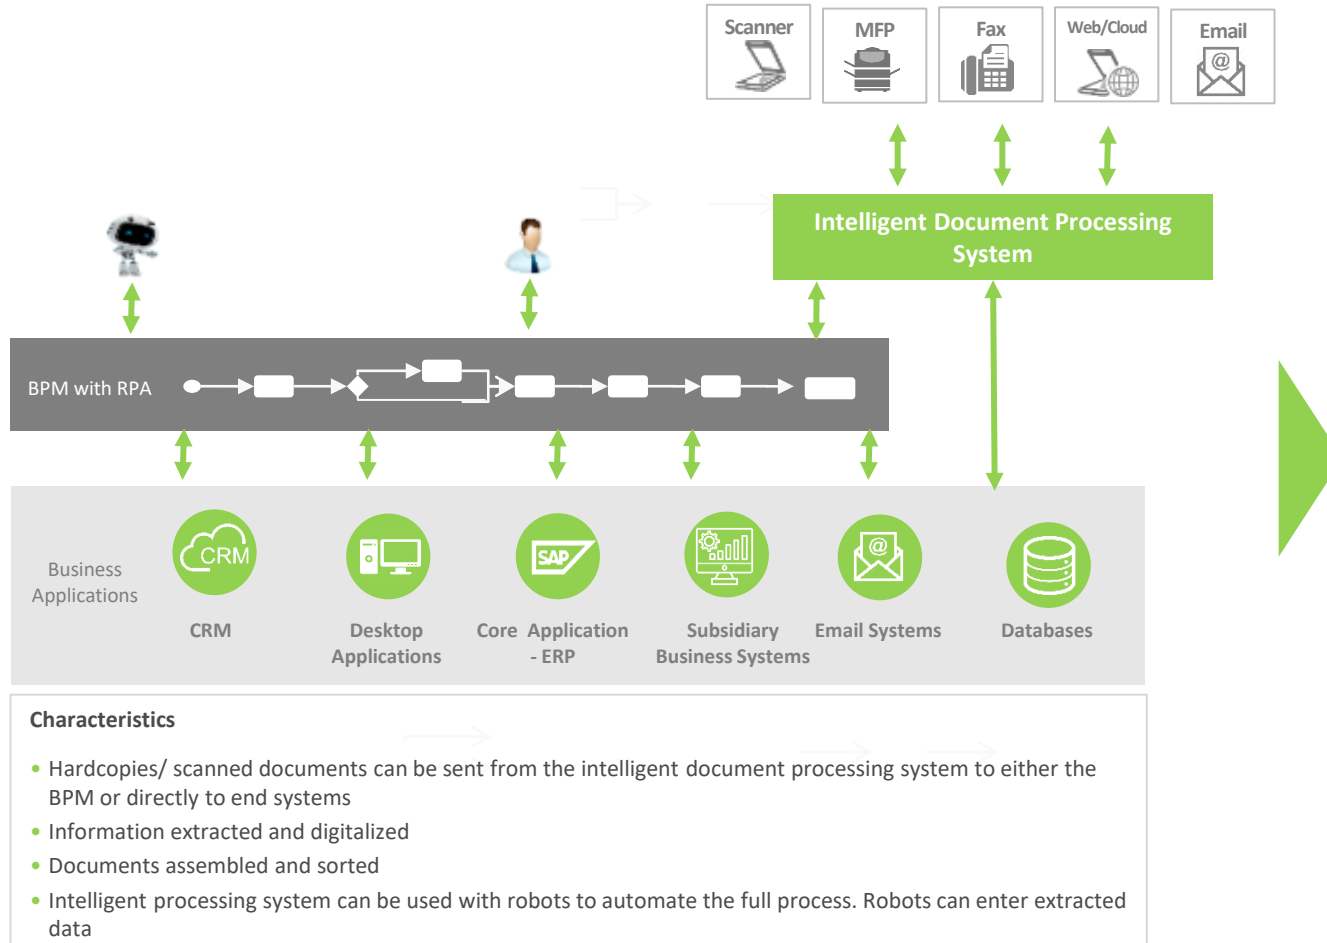 Scanner
MFP
Fax
Web/Cloud
Email
@
@
Intelligent Document Processing
System
BPM with RPA
Business
Applications
CRM
SAP
@
CRM
Desktop
Applications
Core Application
- ERP
Subsidiary
Business Systems
Email Systems
Databases
Characteristics
• Hardcopies/ scanned documents can be sent from the intelligent document processing system to either the
BPM or directly to end systems
• Information extracted and digitalized
• Documents assembled and sorted
• Intelligent processing system can be used with robots to automate the full process. Robots can enter extracted
data